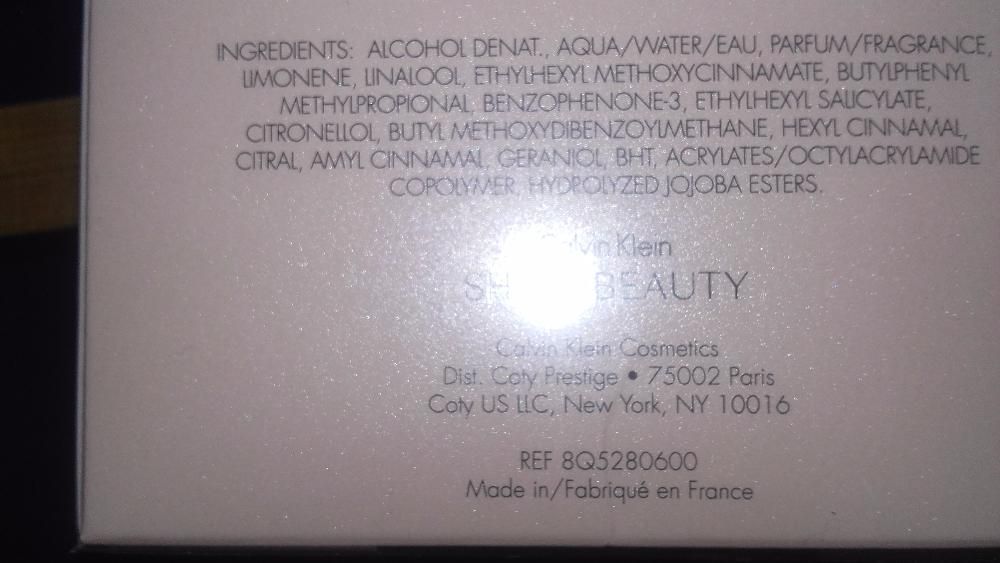 INGREDIENTS: ALCOHOL DENAT., AQUA/WATER/EAU, PARFUM/FRAGRANCE,
LIMONENE, LINALOOL, ETHYLHEXYL METHOXYCINNAMATE, BUTYLPHENYL
METHYLPROPIONAL, BENZOPHENONE-3, ETHYLHEXYL SALICYLATE,
CITRONELLOL, BUTYL METHOXYDIBENZOYLMETHANE, HEXYL CINNAMAL,
CITRAL, AMYL CINNAMAL, GERANIOL, BHT, ACRYLATES/OCTYLACRYLAMIDE
COPOLYMER, HYDROLYZED JOJOBA ESTERS.
Calvin Klein
BEAUTY
Calvin Klein Cosmetics
Dist. Coty Prestige • 75002 Paris
Coty US LLC, New York, NY 10016
REF 8Q5280600
Made in/Fabriqué en France